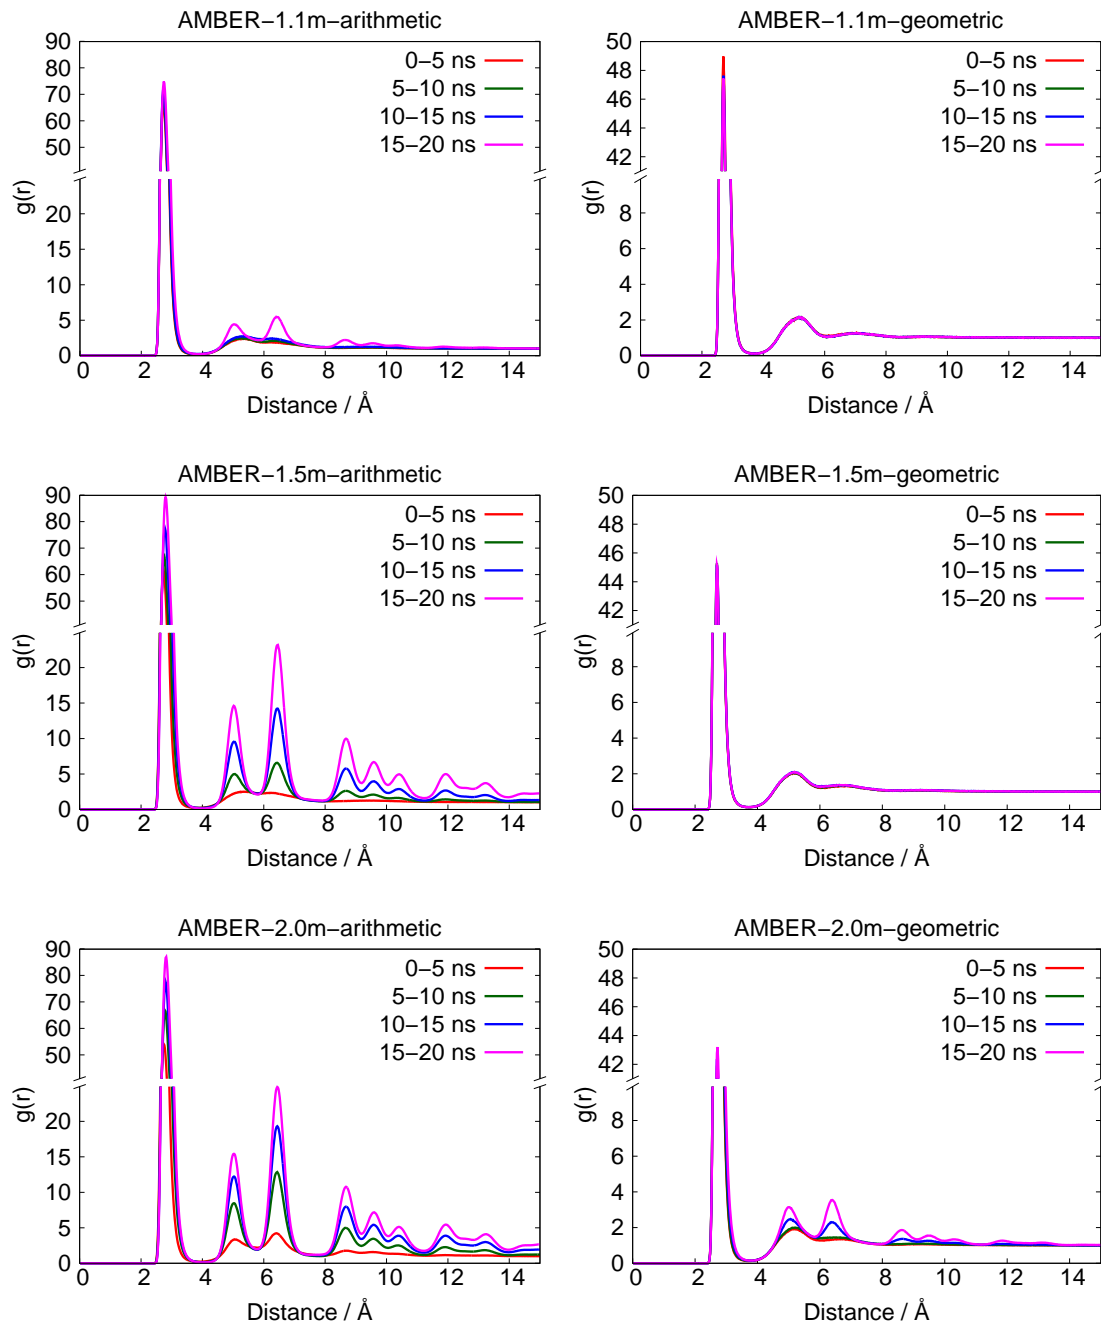 AMBER−1.1m−arithmetic
90
80
70
60
50
20
15
10
5
0
0 2 4 6 8 10 12 14
g(r)
Distance / Å
0−5 ns
5−10 ns
10−15 ns
15−20 ns
AMBER−1.1m−geometric
50
48
46
44
42
8
6
4
2
0
0 2 4 6 8 10 12 14
g(r)
Distance / Å
0−5 ns
5−10 ns
10−15 ns
15−20 ns
AMBER−1.5m−arithmetic
90
80
70
60
50
20
15
10
5
0
0 2 4 6 8 10 12 14
g(r)
Distance / Å
0−5 ns
5−10 ns
10−15 ns
15−20 ns
AMBER−1.5m−geometric
50
48
46
44
42
8
6
4
2
0
0 2 4 6 8 10 12 14
g(r)
Distance / Å
0−5 ns
5−10 ns
10−15 ns
15−20 ns
AMBER−2.0m−arithmetic
90
80
70
60
50
20
15
10
5
0
0 2 4 6 8 10 12 14
g(r)
Distance / Å
0−5 ns
5−10 ns
10−15 ns
15−20 ns
AMBER−2.0m−geometric
50
48
46
44
42
8
6
4
2
0
0 2 4 6 8 10 12 14
g(r)
Distance / Å
0−5 ns
5−10 ns
10−15 ns
15−20 ns